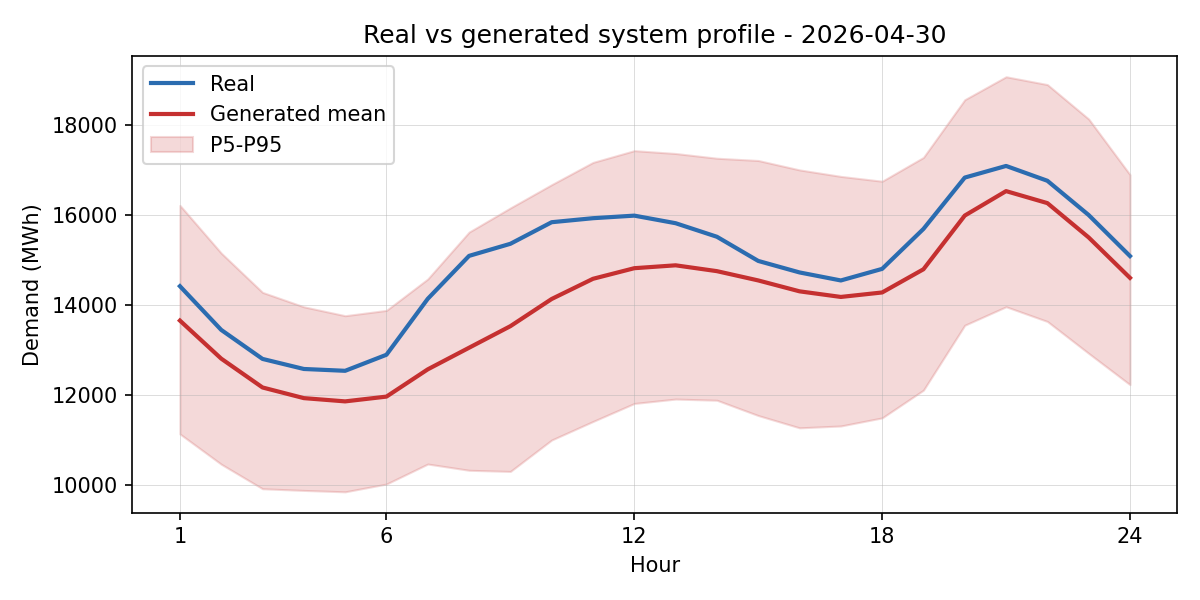 Real vs generated system profile - 2026-04-30
Real
Generated mean
P5-P95
Demand (MWh)
18000
16000
14000
12000
10000
1 6 12 18 24
Hour